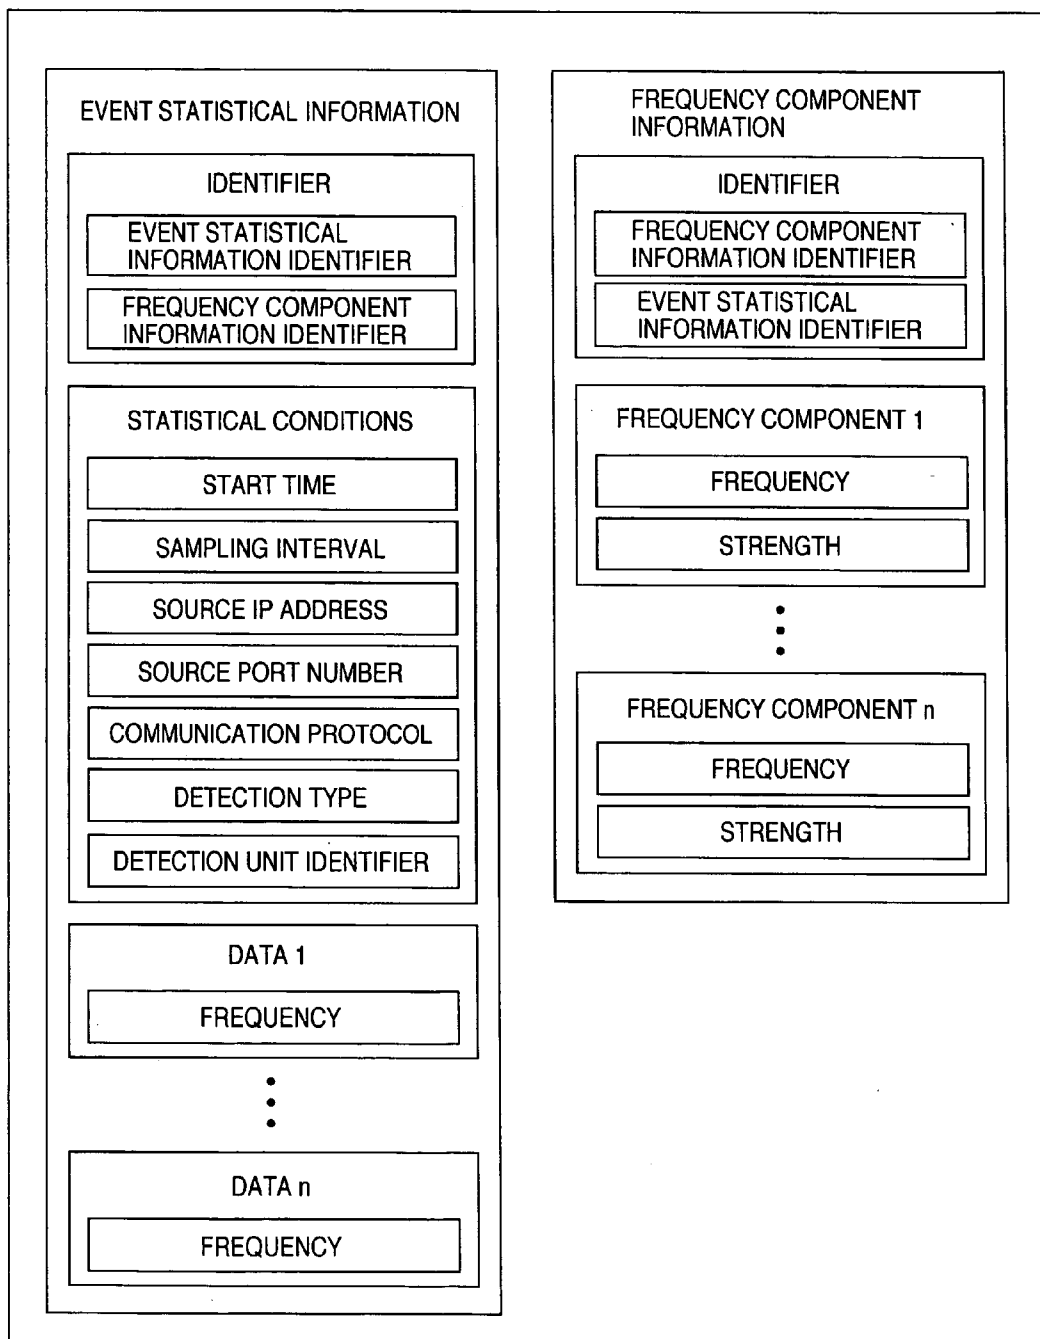 EVENT STATISTICAL INFORMATION
IDENTIFIER
EVENT STATISTICAL
INFORMATION IDENTIFIER
FREQUENCY COMPONENT
INFORMATION IDENTIFIER
STATISTICAL CONDITIONS
START TIME
SAMPLING INTERVAL
SOURCE IP ADDRESS
SOURCE PORT NUMBER
COMMUNICATION PROTOCOL
DETECTION TYPE
DETECTION UNIT IDENTIFIER
DATA 1
FREQUENCY
DATA n
FREQUENCY
FREQUENCY COMPONENT
INFORMATION
IDENTIFIER
FREQUENCY COMPONENT
INFORMATION IDENTIFIER
EVENT STATISTICAL
INFORMATION IDENTIFIER
FREQUENCY COMPONENT 1
FREQUENCY
STRENGTH
FREQUENCY COMPONENT n
FREQUENCY
STRENGTH